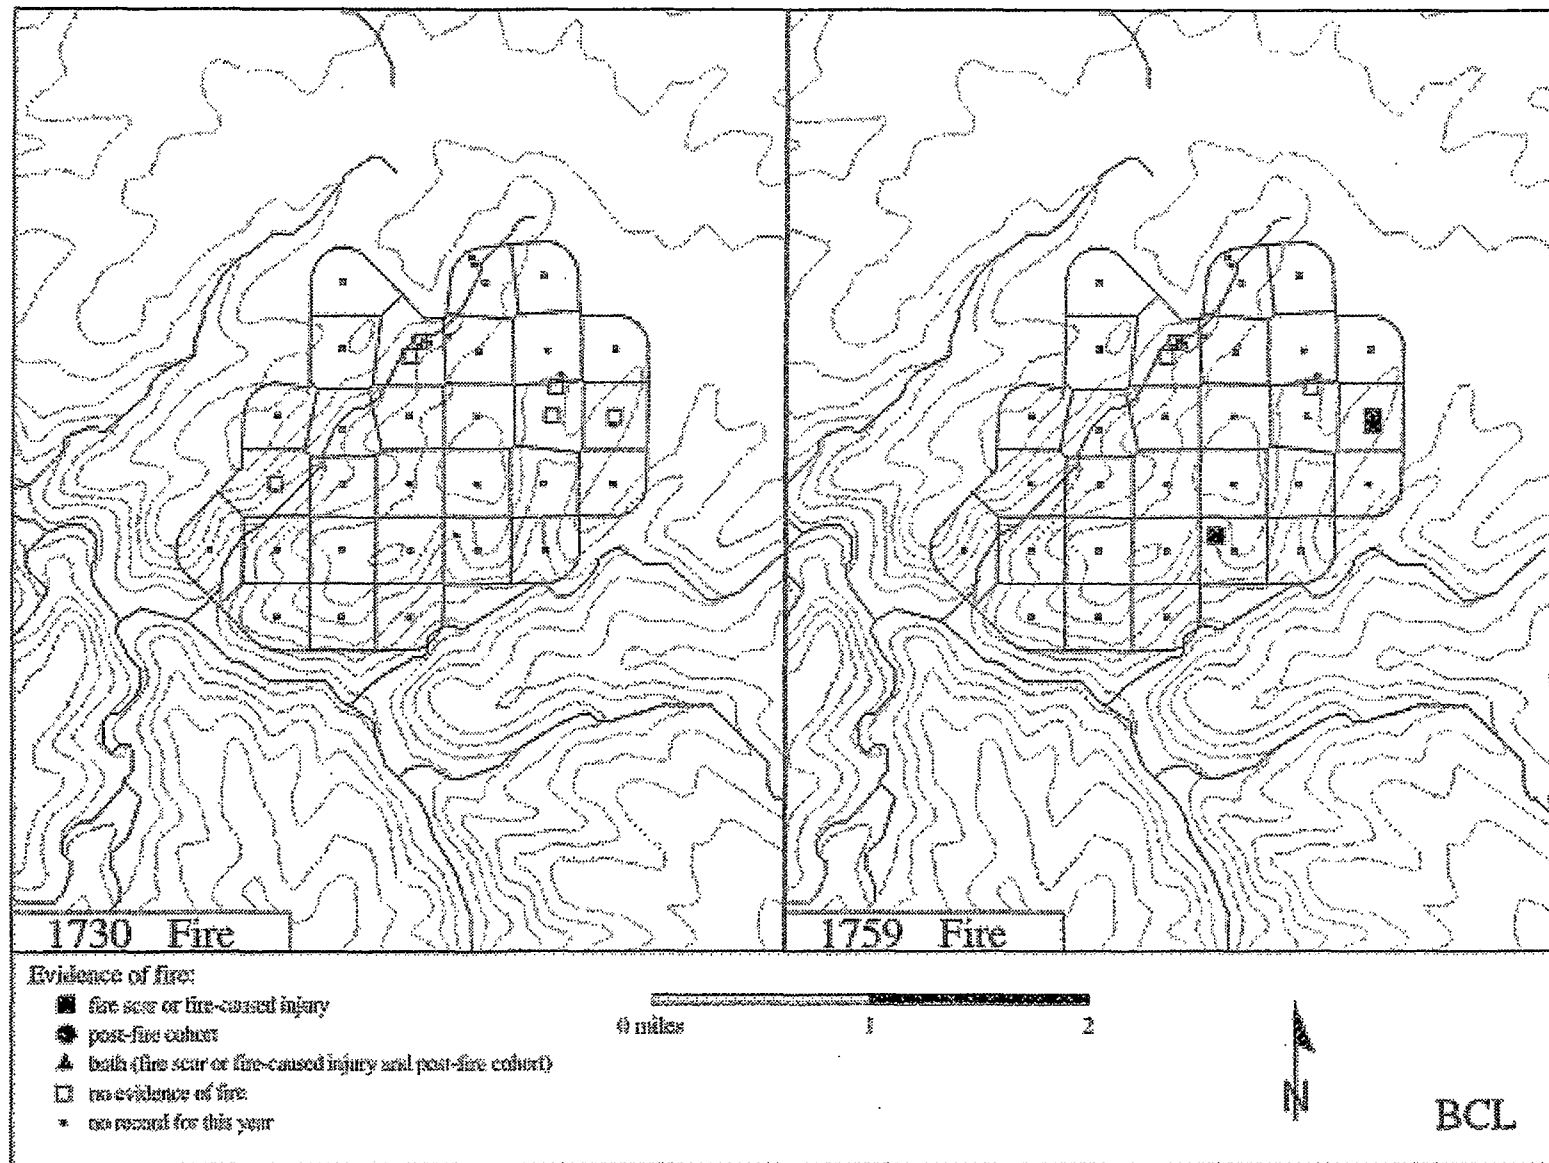 1730 Fire
1759 Fire
Evidence of fire:
fire scar or fire-caused injury
post-fire cohort
both (fire scar or fire-caused injury and post-fire cohort)
no evidence of fire
no record for this year
0 miles 1 2
N
BCL